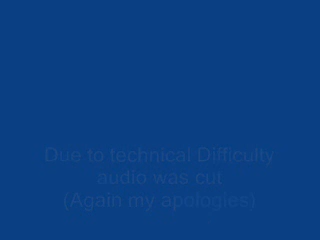 Due to technical Difficulty
audio was cut
(Again my apologies)